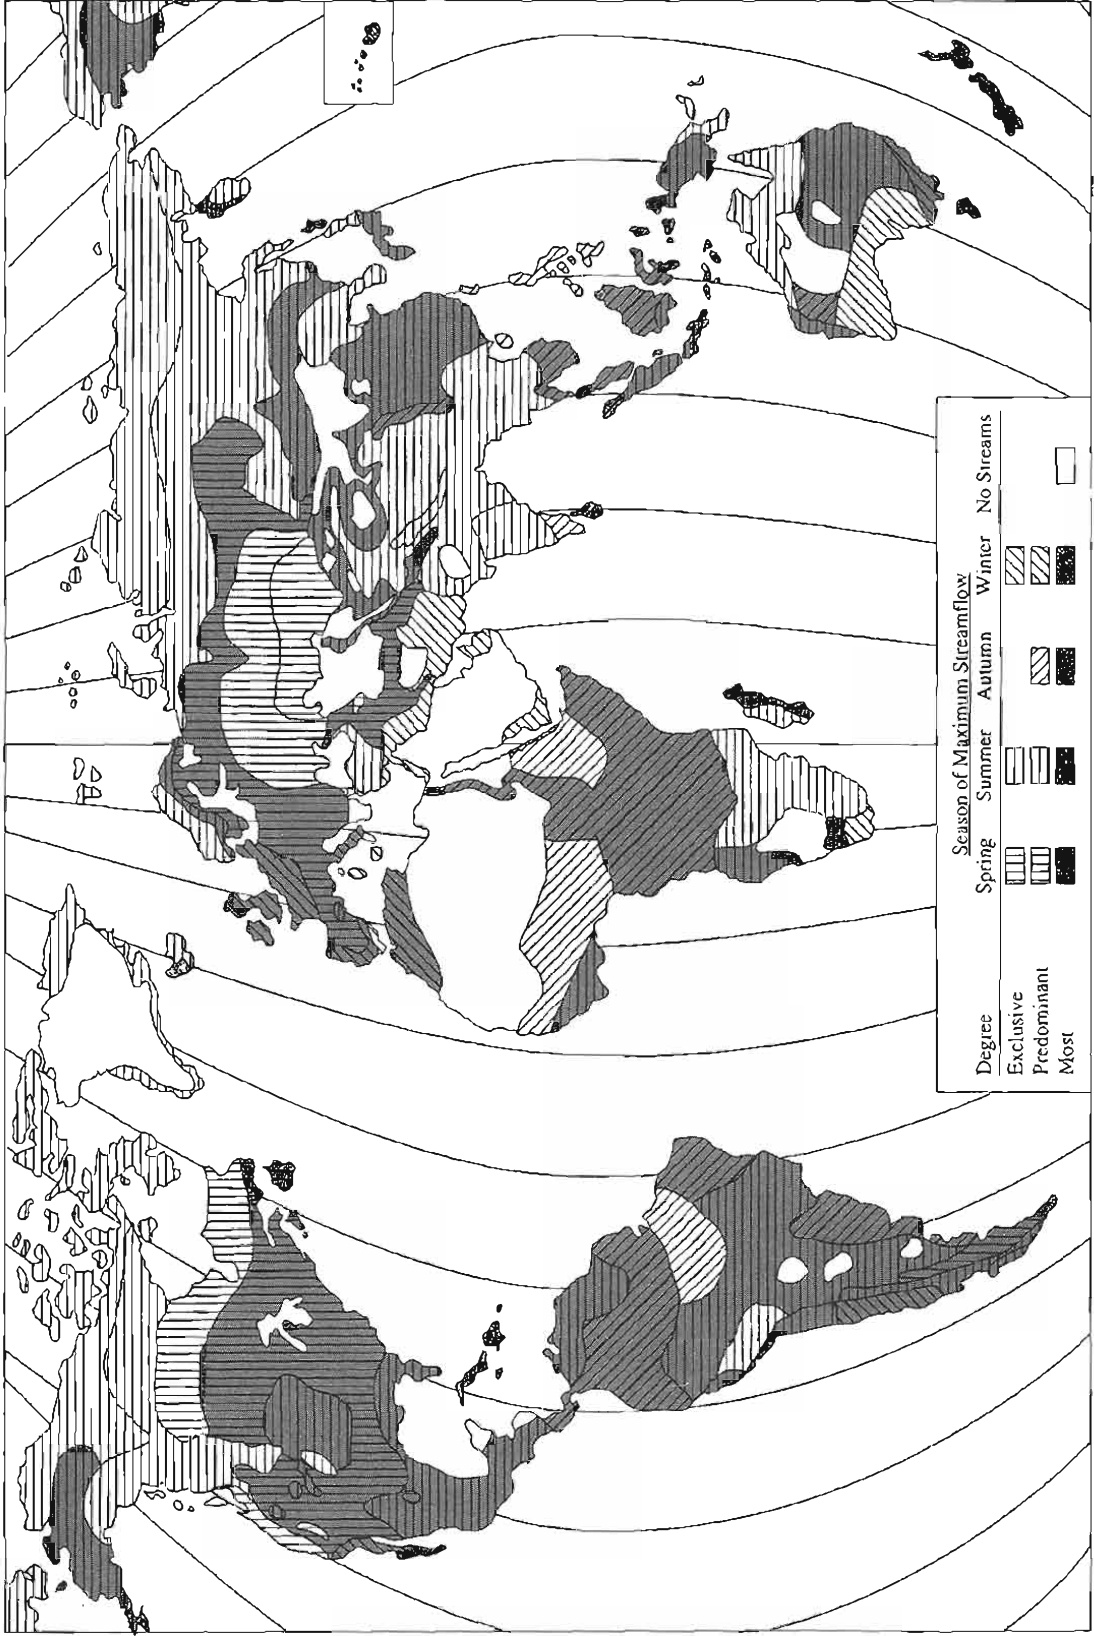 Season of Maximum Streamflow
Degree Spring Summer Autumn Winter No Streams
Exclusive
Predominant
Most